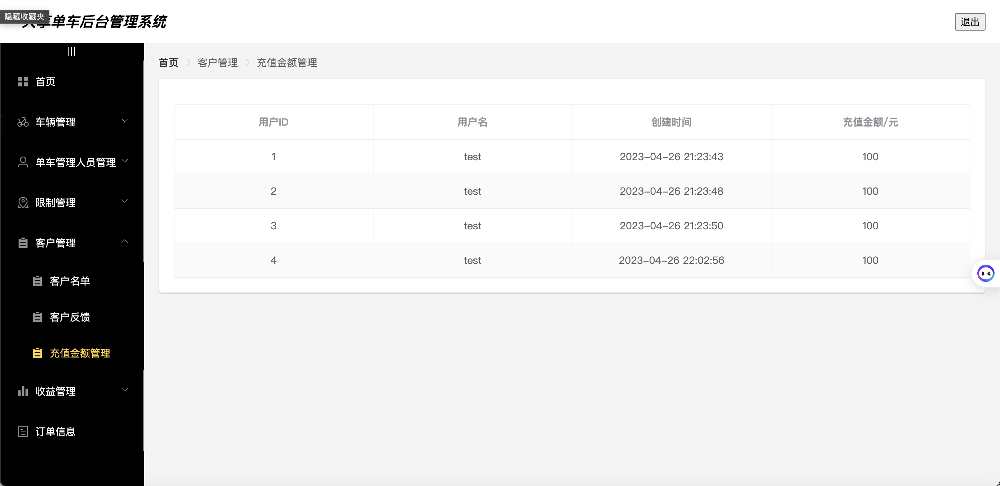 隐藏收藏夹
共享单车后台管理系统
退出
首页
车辆管理
单车管理人员管理
限制管理
客户管理
客户名单
客户反馈
充值金额管理
收益管理
订单信息
首页 客户管理 充值金额管理
用户ID 用户名 创建时间 充值金额/元
1 test 2023-04-26 21:23:43 100
2 test 2023-04-26 21:23:48 100
3 test 2023-04-26 21:23:50 100
4 test 2023-04-26 22:02:56 100